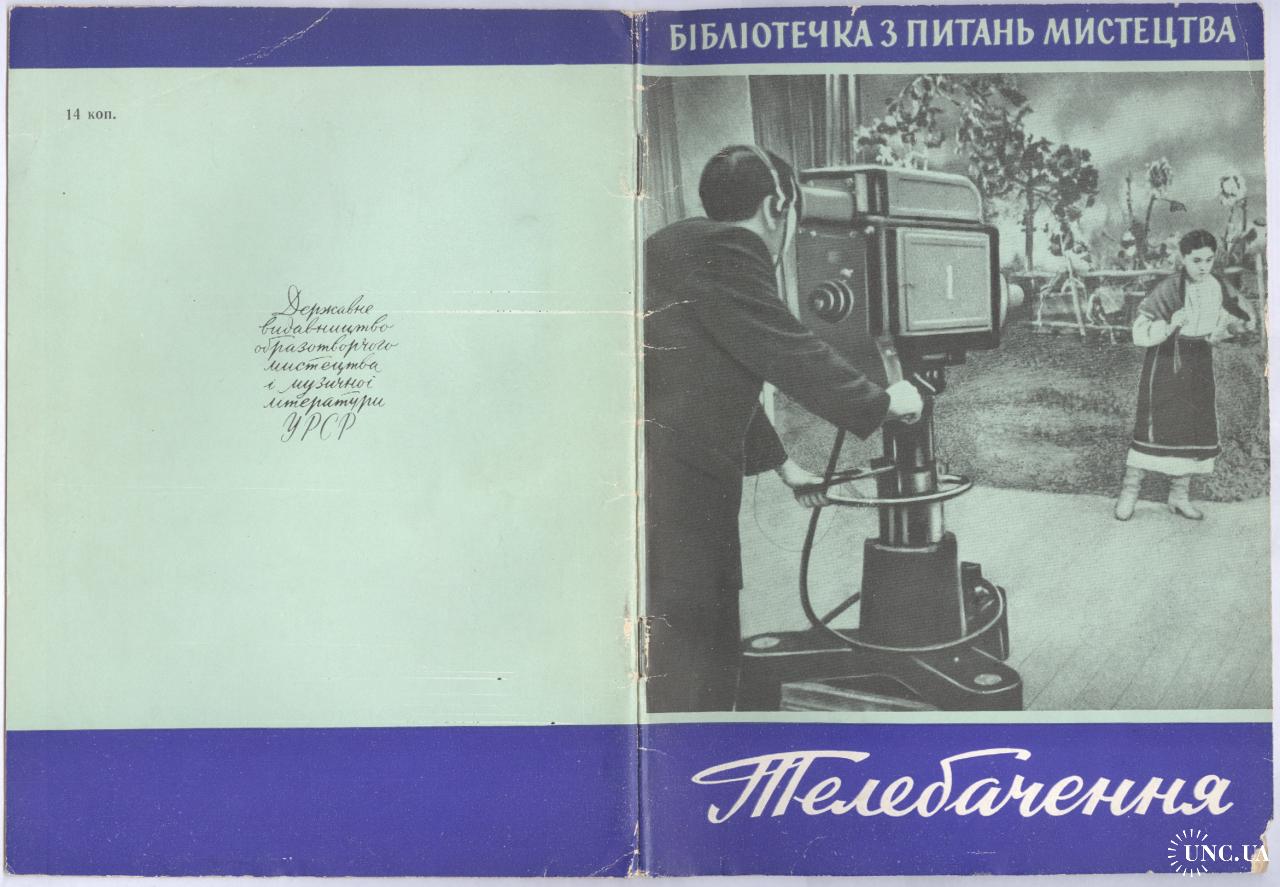 14 коп.
Державне
видавництво
образотворчого
мистецтва
і музичної
літератури
УРСР
БІБЛІОТЕЧКА З ПИТАНЬ МИСТЕЦТВА
1
Телебачення
UNC.UA